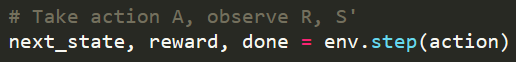 # Take action A, observe R, S'
next_state, reward, done = env.step(action)